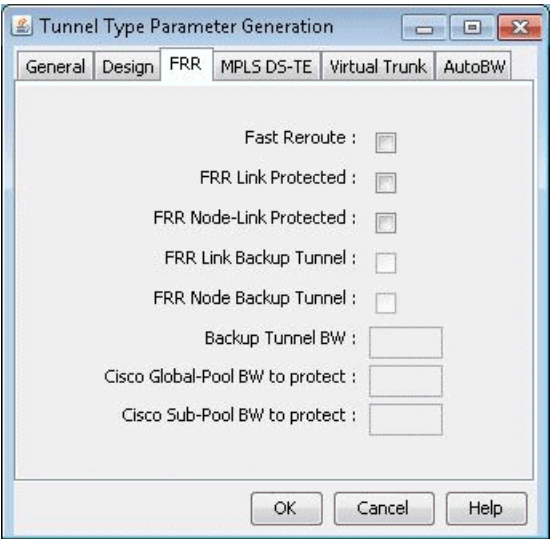 Tunnel Type Parameter Generation
General Design FRR MPLS DS-TE Virtual Trunk AutoBW
Fast Reroute :
FRR Link Protected :
FRR Node-Link Protected :
FRR Link Backup Tunnel :
FRR Node Backup Tunnel :
Backup Tunnel BW :
Cisco Global-Pool BW to protect :
Cisco Sub-Pool BW to protect :
OK Cancel Help